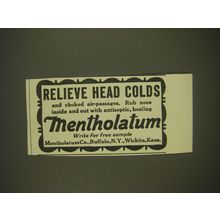 RELIEVE HEAD COLDS
and choked air-passages. Rub nose
inside and out with antiseptic, healing
Mentholatum
Write for free sample
Mentholatum Co., Buffalo, N.Y., Wichita, Kans.